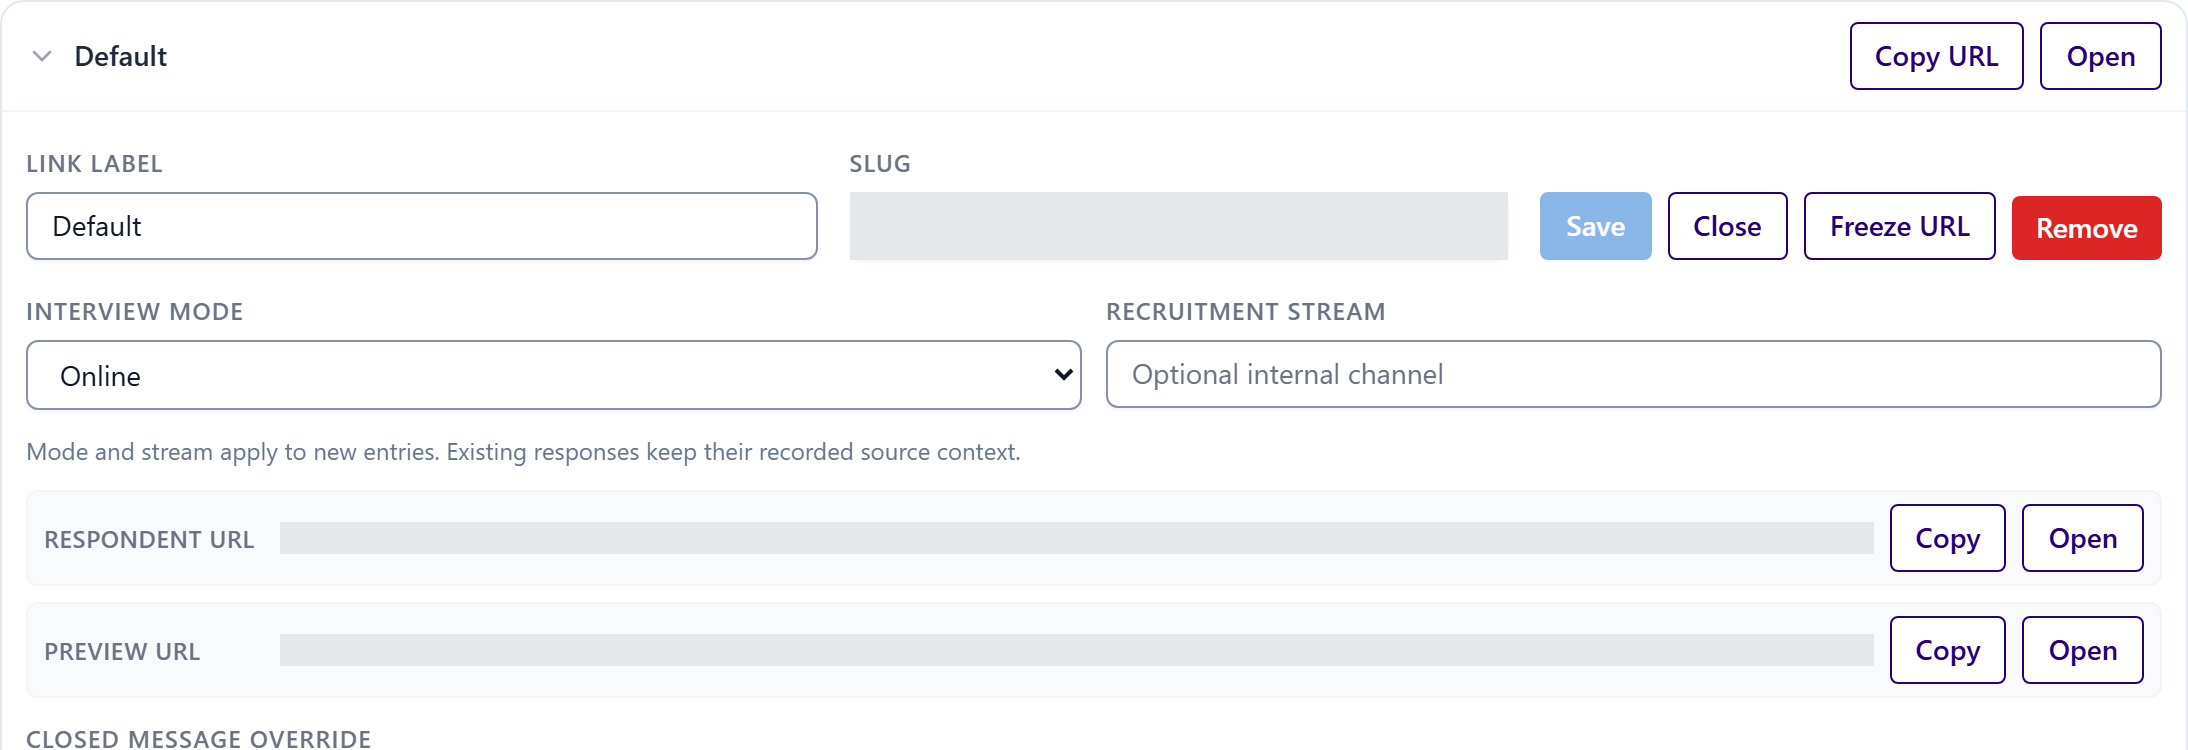 Default
Copy URL
Open
LINK LABEL
SLUG
Default
Save
Close
Freeze URL
Remove
INTERVIEW MODE
RECRUITMENT STREAM
Online
Optional internal channel
Mode and stream apply to new entries. Existing responses keep their recorded source context.
RESPONDENT URL
Copy
Open
PREVIEW URL
Copy
Open
CLOSED MESSAGE OVERRIDE